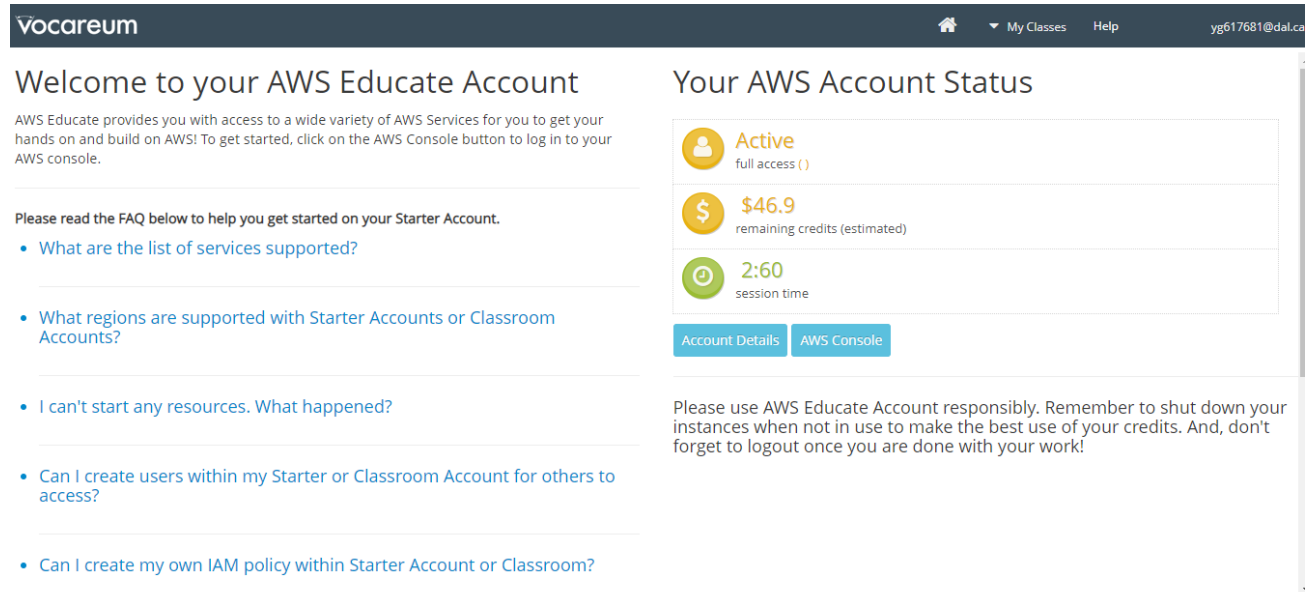 Vocareum
My Classes
Help
yg617681@dal.ca
Welcome to your AWS Educate Account
AWS Educate provides you with access to a wide variety of AWS Services for you to get your
hands on and build on AWS! To get started, click on the AWS Console button to log in to your
AWS console.
Please read the FAQ below to help you get started on your Starter Account.
• What are the list of services supported?
• What regions are supported with Starter Accounts or Classroom
Accounts?
• I can't start any resources. What happened?
• Can I create users within my Starter or Classroom Account for others to
access?
• Can I create my own IAM policy within Starter Account or Classroom?
Your AWS Account Status
Active
full access ( )
$46.9
remaining credits (estimated)
2:60
session time
Account Details
AWS Console
Please use AWS Educate Account responsibly. Remember to shut down your
instances when not in use to make the best use of your credits. And, don't
forget to logout once you are done with your work!